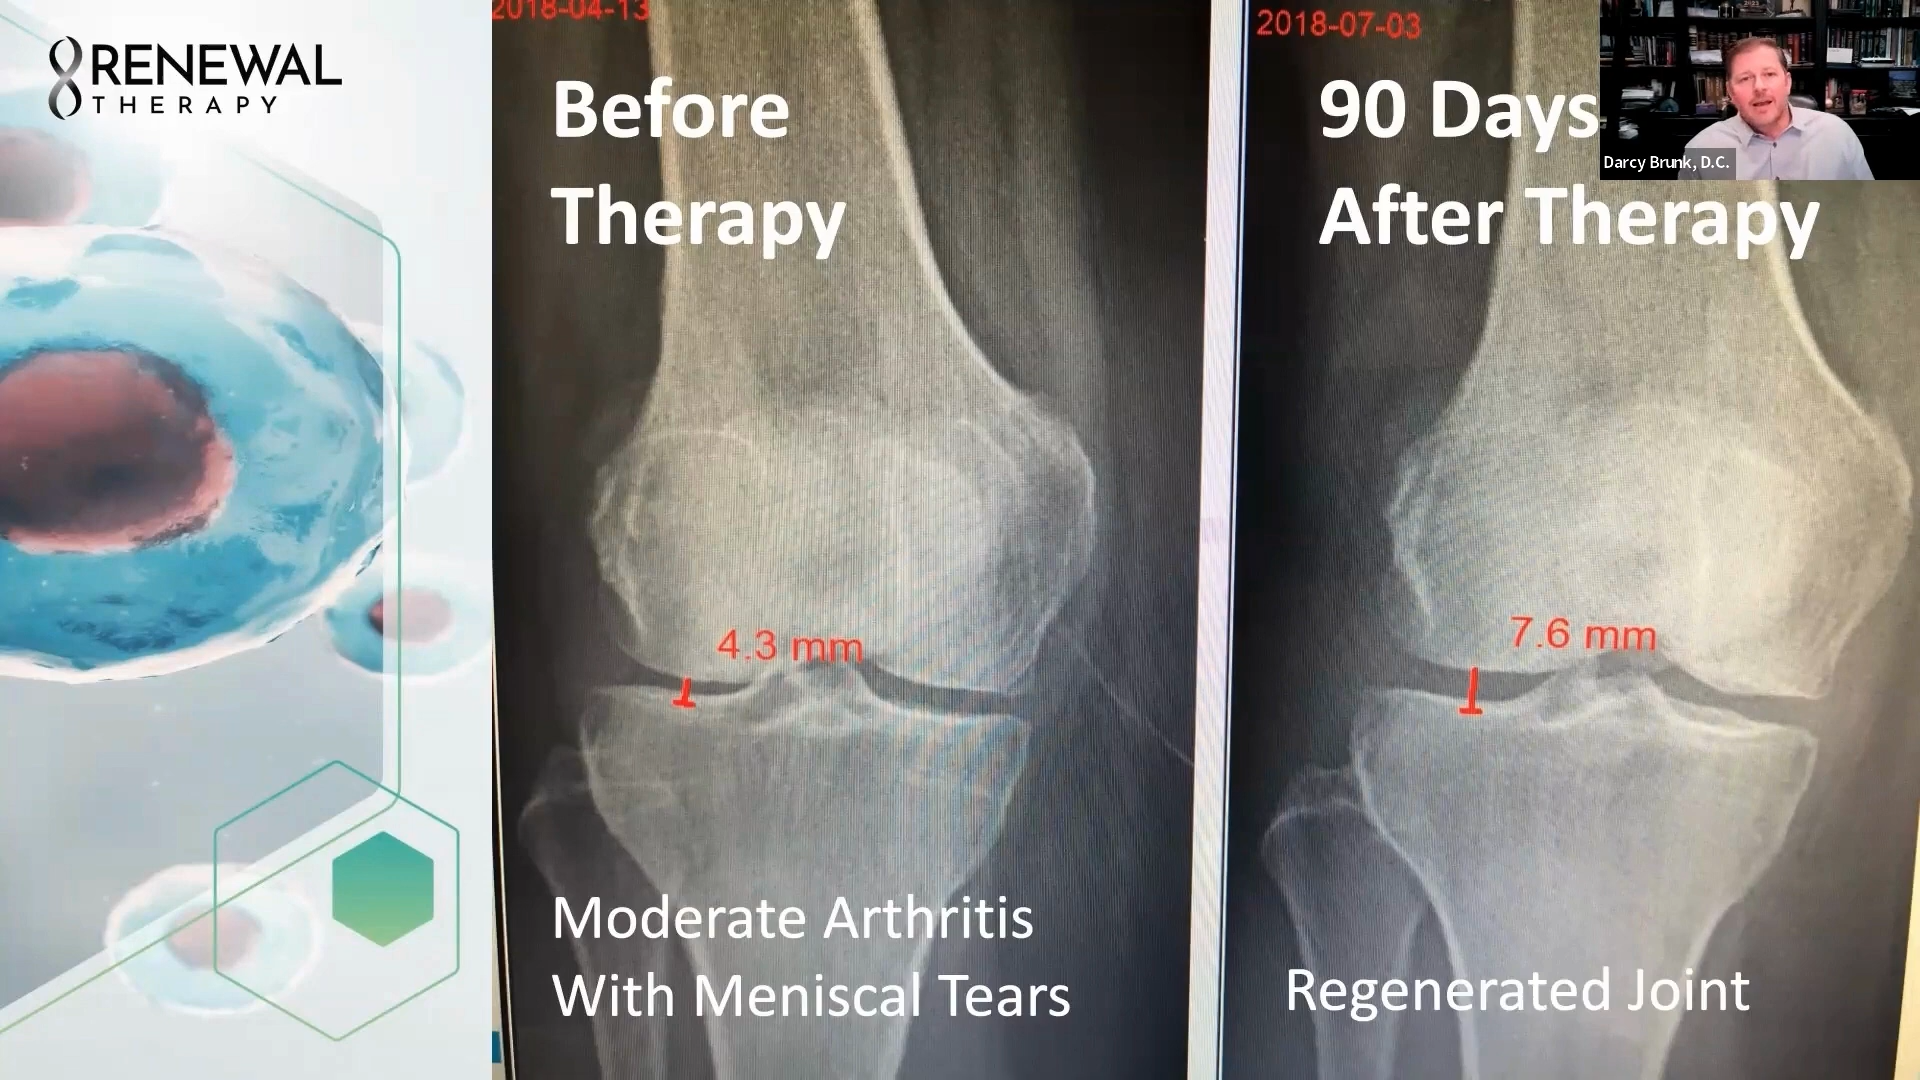 RENEWAL
THERAPY
2018-04-13
Before
Therapy
4.3 mm
Moderate Arthritis
With Meniscal Tears
2018-07-03
90 Days
After Therapy
7.6 mm
Regenerated Joint
Darcy Brunk, D.C.